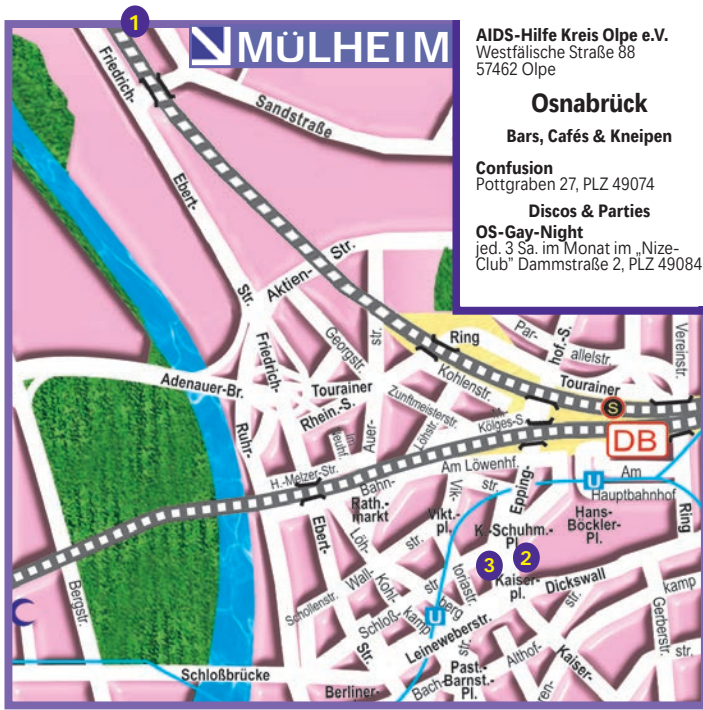 1
MÜLHEIM
AIDS-Hilfe Kreis Olpe e.V.
Westfälische Straße 88
57462 Olpe
Osnabrück
Bars, Cafés & Kneipen
Confusion
Pottgraben 27, PLZ 49074
Discos & Parties
OS-Gay-Night
jed. 3 Sa. im Monat im „Nize-
Club" Dammstraße 2, PLZ 49084
Friedrich-
Ebert-
Str.
Sandstraße
Aktien-
Str.
Friedrich-
Georgstr.
str.
Ring
Par-
allelstr.
hof.-S.
Vereinstr.
Adenauer-Br.
Tourainer
Rhein.-S.
Kohlenstr.
Tourainer
S
Zunftmeisterstr.
Löhstr.
Kölges-S.
DB
Ruhr-
Auer-
H.-Melzer-Str.
Bahn-
Am Löwenhf.
Vik-
str.
Epping-
U
Am
Hauptbahnhof
Rath.-
markt
Vikt.-
pl.
K.-Schuhm.-
Pl.
Hans-
Böckler-
Pl.
Ring
Ebert-
Löh-
str.
3
2
Kaiser-
pl.
Dickswall
kamp
Bergstr.
Schollenstr.
Wall-
Kohl-
kamp
str.
berg
toriastr.
Schloß-
U
Leineweberstr.
str.
Gerberstr.
str.
Str.
Schloßbrücke
Berliner-
Bach-
str.
Past.-
Barnst.-
Pl.
Althof-
Kaiser-
ren-